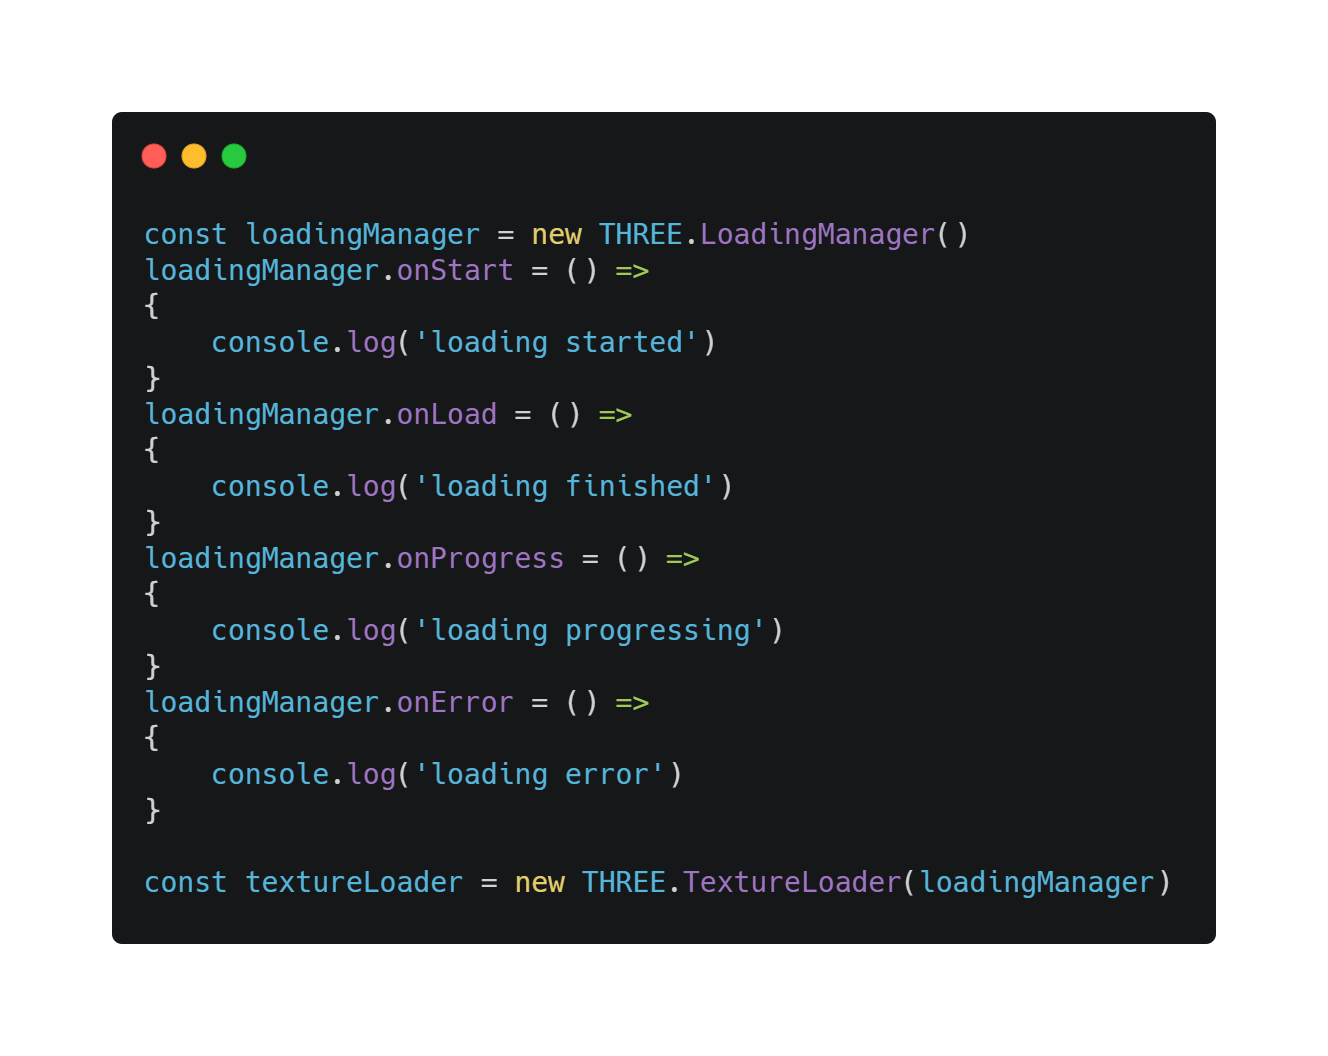 const loadingManager = new THREE.LoadingManager()
loadingManager.onStart = () =>
{
    console.log('loading started')
}
loadingManager.onLoad = () =>
{
    console.log('loading finished')
}
loadingManager.onProgress = () =>
{
    console.log('loading progressing')
}
loadingManager.onError = () =>
{
    console.log('loading error')
}

const textureLoader = new THREE.TextureLoader(loadingManager)